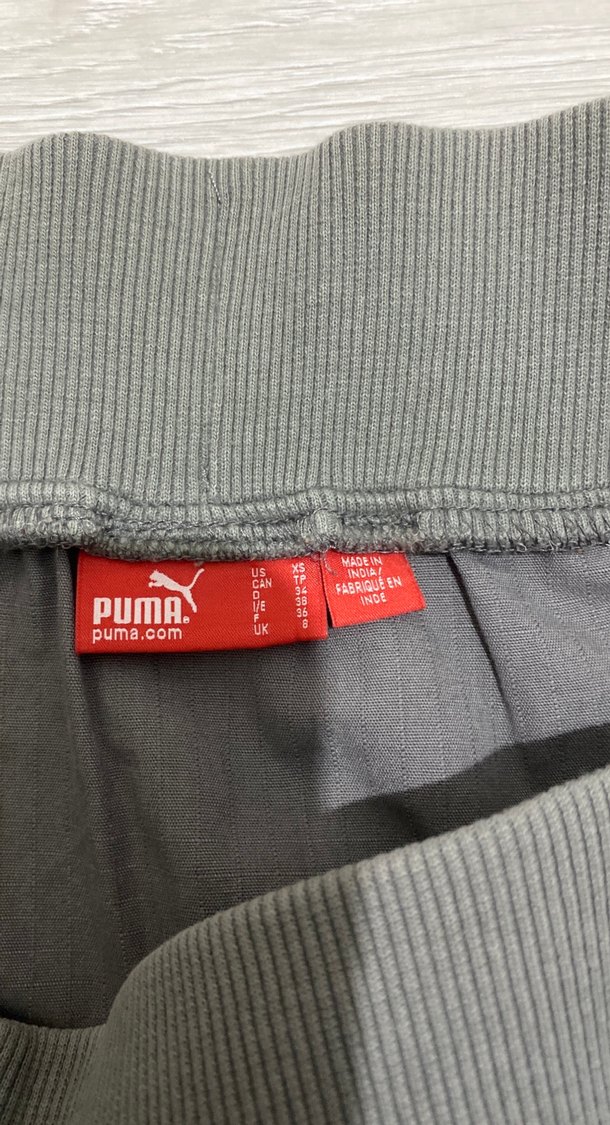 PUMA®
puma.com
US XS
CAN TP
D 34
I/E 38
F 36
UK 8
MADE IN
INDIA/
FABRIQUÉ EN
INDE